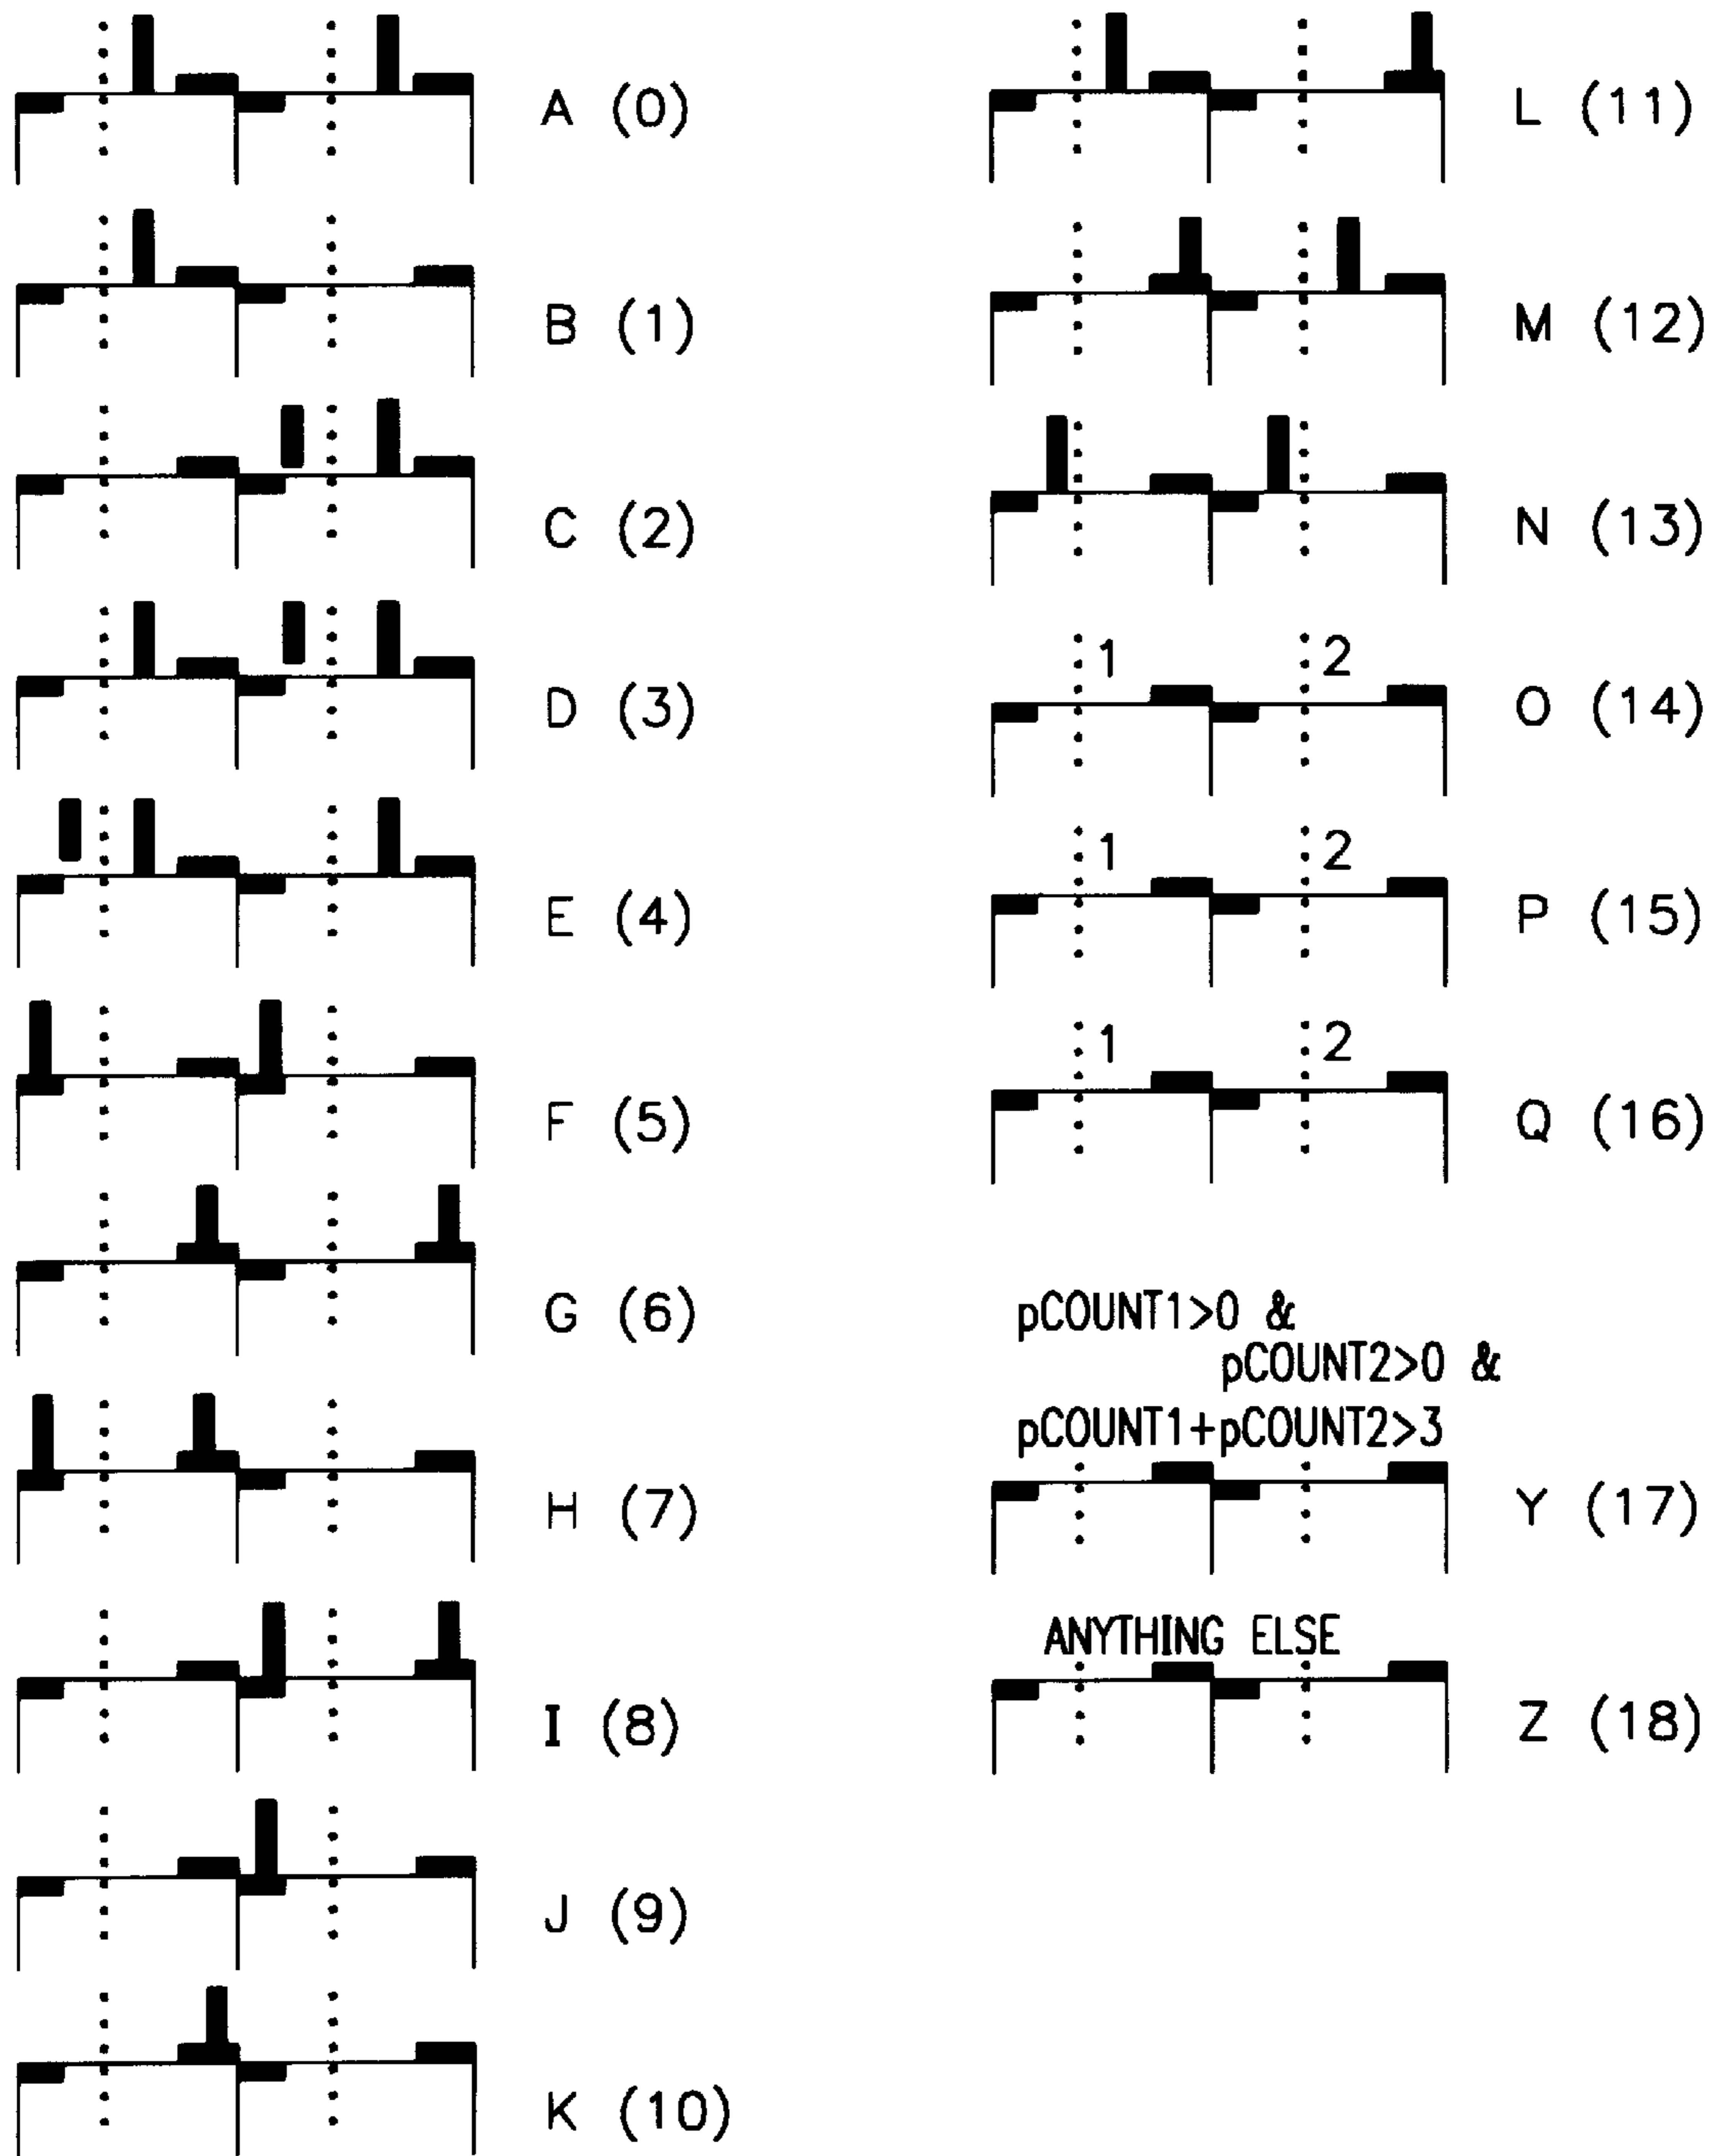 A (0)
B (1)
C (2)
D (3)
E (4)
F (5)
G (6)
H (7)
I (8)
J (9)
K (10)
L (11)
M (12)
N (13)
1 2
O (14)
1 2
P (15)
1 2
Q (16)
pCOUNT1>0 &
pCOUNT2>0 &
pCOUNT1+pCOUNT2>3
Y (17)
ANYTHING ELSE
Z (18)